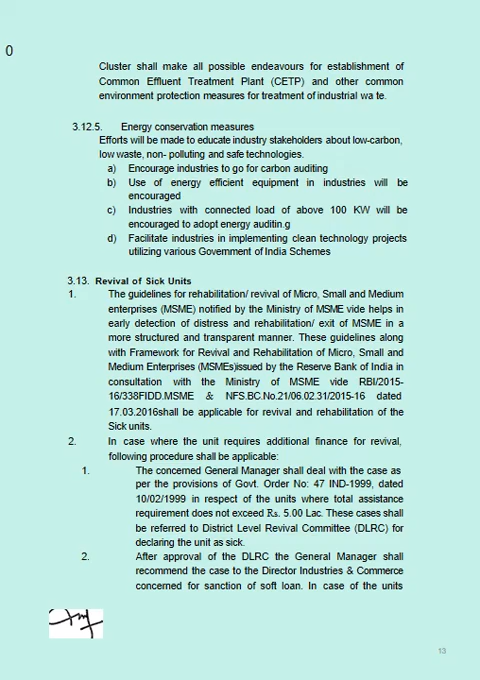 0
Cluster shall make all possible endeavours for establishment of
Common Effluent Treatment Plant (CETP) and other common
environment protection measures for treatment of industrial wa te.
3.12.5. Energy conservation measures
Efforts will be made to educate industry stakeholders about low-carbon,
low waste, non- polluting and safe technologies.
a) Encourage industries to go for carbon auditing
b) Use of energy efficient equipment in industries will be
encouraged
c) Industries with connected load of above 100 KW will be
encouraged to adopt energy auditin.g
d) Facilitate industries in implementing clean technology projects
utilizing various Government of India Schemes
3.13. Revival of Sick Units
1. The guidelines for rehabilitation/ revival of Micro, Small and Medium
enterprises (MSME) notified by the Ministry of MSME vide helps in
early detection of distress and rehabilitation/ exit of MSME in a
more structured and transparent manner. These guidelines along
with Framework for Revival and Rehabilitation of Micro, Small and
Medium Enterprises (MSMEs)issued by the Reserve Bank of India in
consultation with the Ministry of MSME vide RBI/2015-
16/338FIDD.MSME & NFS.BC.No.21/06.02.31/2015-16 dated
17.03.2016shall be applicable for revival and rehabilitation of the
Sick units.
2. In case where the unit requires additional finance for revival,
following procedure shall be applicable:
1. The concerned General Manager shall deal with the case as
per the provisions of Govt. Order No: 47 IND-1999, dated
10/02/1999 in respect of the units where total assistance
requirement does not exceed Rs. 5.00 Lac. These cases shall
be referred to District Level Revival Committee (DLRC) for
declaring the unit as sick.
2. After approval of the DLRC the General Manager shall
recommend the case to the Director Industries & Commerce
concerned for sanction of soft loan. In case of the units
13